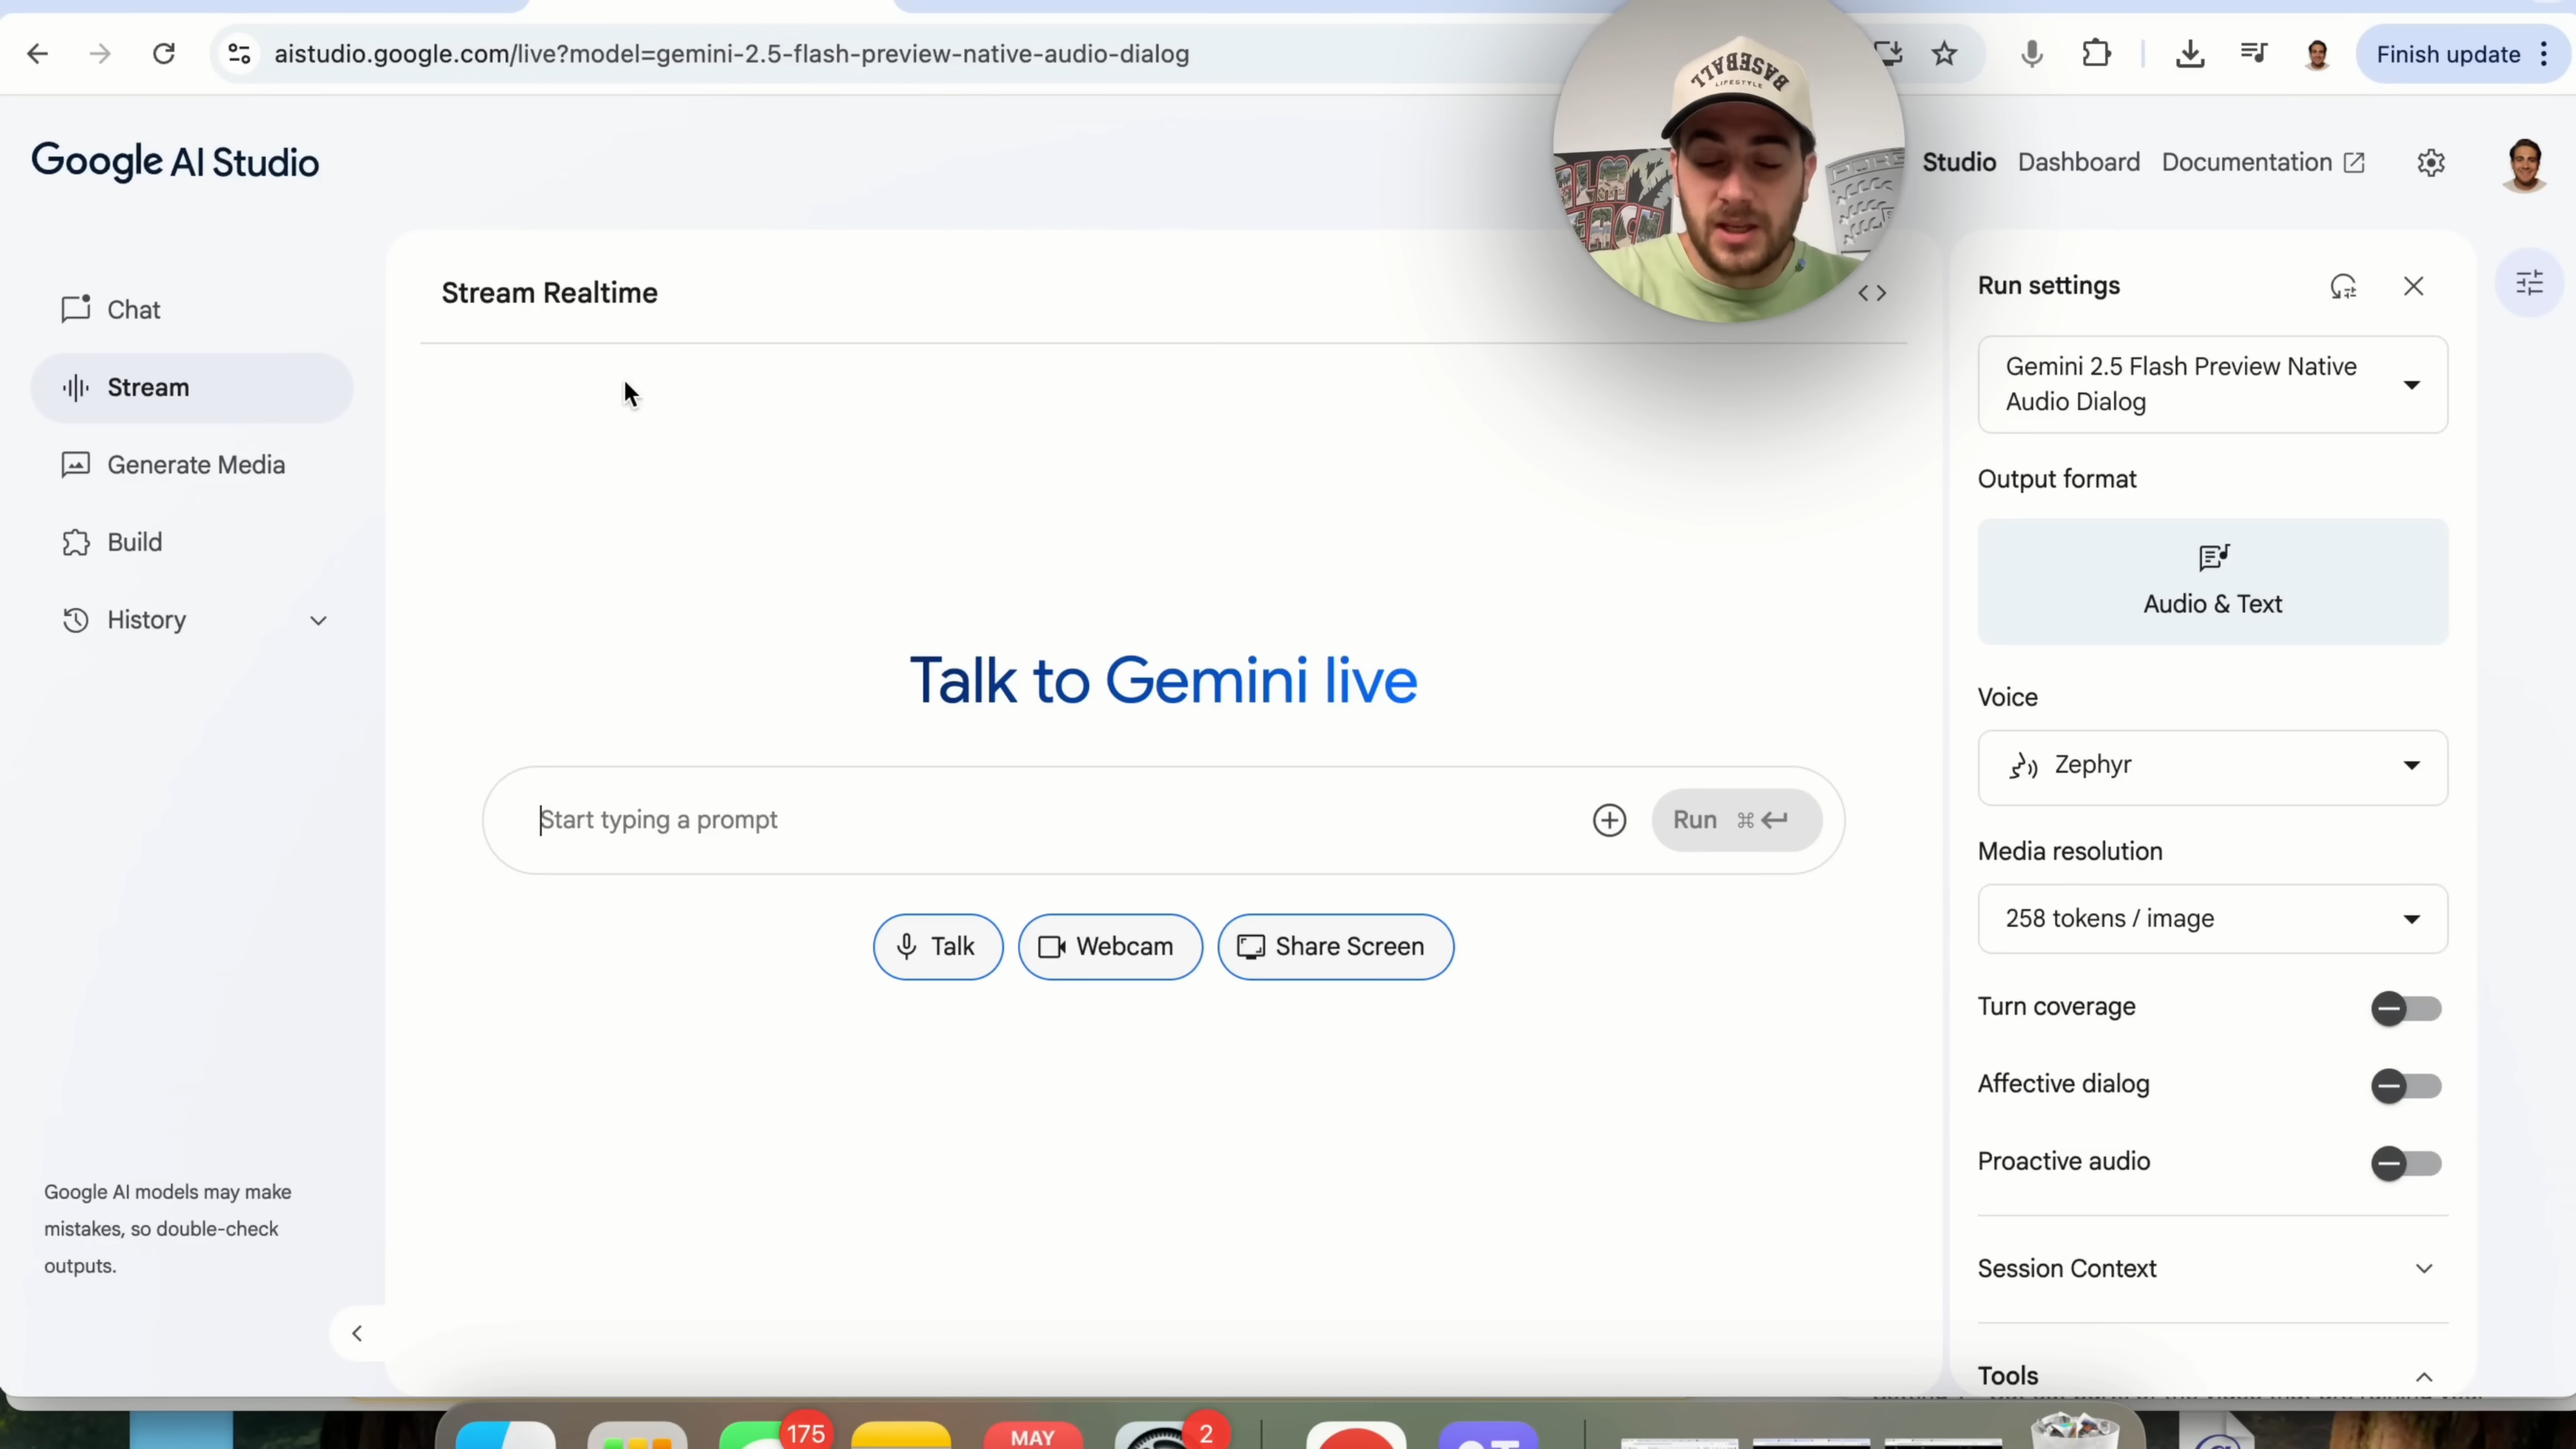 aistudio.google.com/live?model=gemini-2.5-flash-preview-native-audio-dialog
Finish update
BASEBALL
LIFESTYLE
Google AI Studio
Studio
Dashboard
Documentation
Chat
Stream
Generate Media
Build
History
Google AI models may make
mistakes, so double-check
outputs.
Stream Realtime
Talk to Gemini live
Start typing a prompt
Run
Talk
Webcam
Share Screen
Run settings
Gemini 2.5 Flash Preview Native
Audio Dialog
Output format
Audio & Text
Voice
Zephyr
Media resolution
258 tokens / image
Turn coverage
Affective dialog
Proactive audio
Session Context
Tools
175
MAY
2